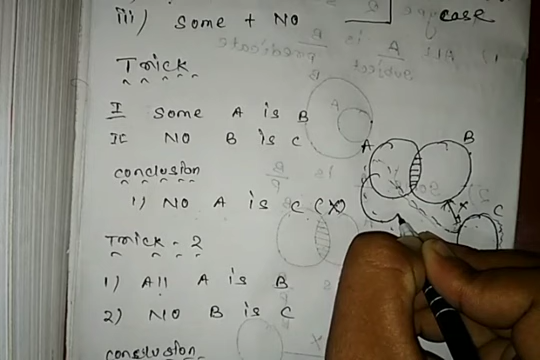 iii) Some + No
case
Trick
I Some A is B
II No B is C
conclusion
1) No A is C (X)
Trick - 2
1) All A is B
2) No B is C
conclusion
A
B
X
C